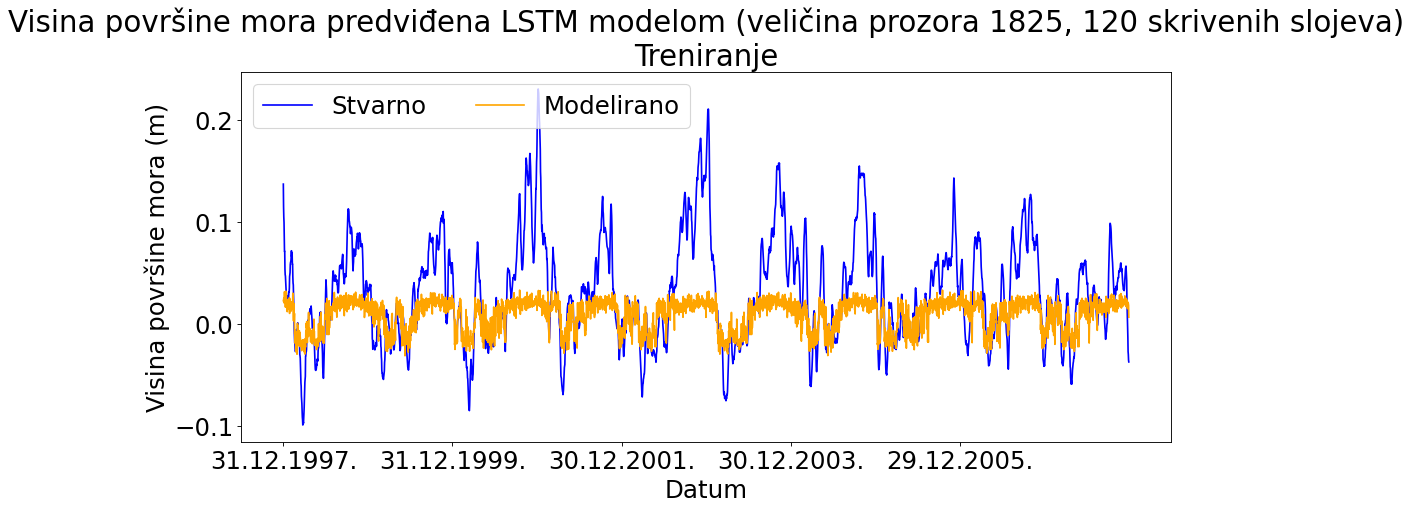 Visina površine mora predviđena LSTM modelom (veličina prozora 1825, 120 skrivenih slojeva)
Treniranje
Stvarno
Modelirano
Visina površine mora (m)
0.2
0.1
0.0
−0.1
31.12.1997.
31.12.1999.
30.12.2001.
30.12.2003.
29.12.2005.
Datum